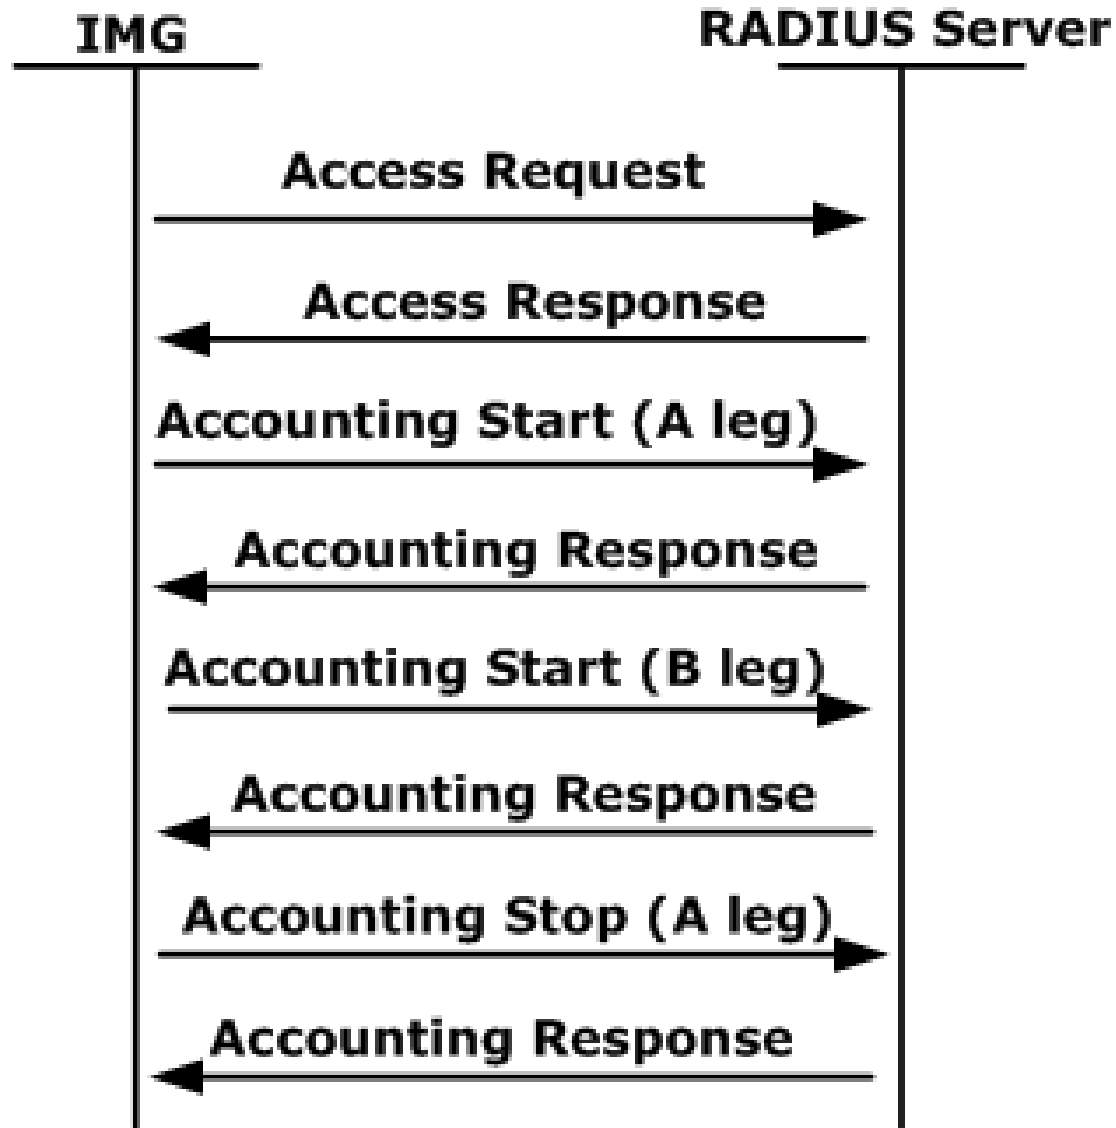 IMG
RADIUS Server
Access Request
Access Response
Accounting Start (A leg)
Accounting Response
Accounting Start (B leg)
Accounting Response
Accounting Stop (A leg)
Accounting Response